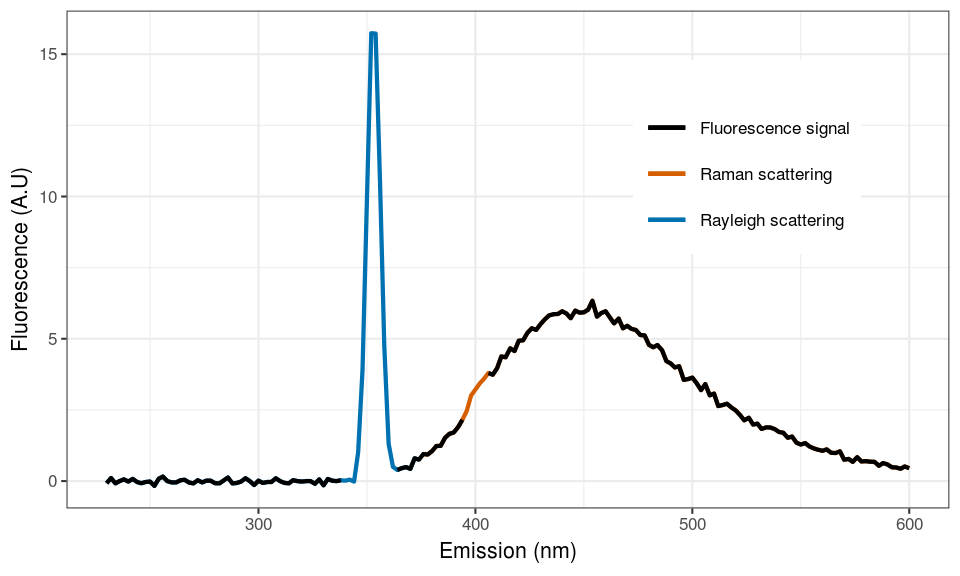 15
10
5
0
Fluorescence (A.U)
Fluorescence signal
Raman scattering
Rayleigh scattering
300
400
500
600
Emission (nm)